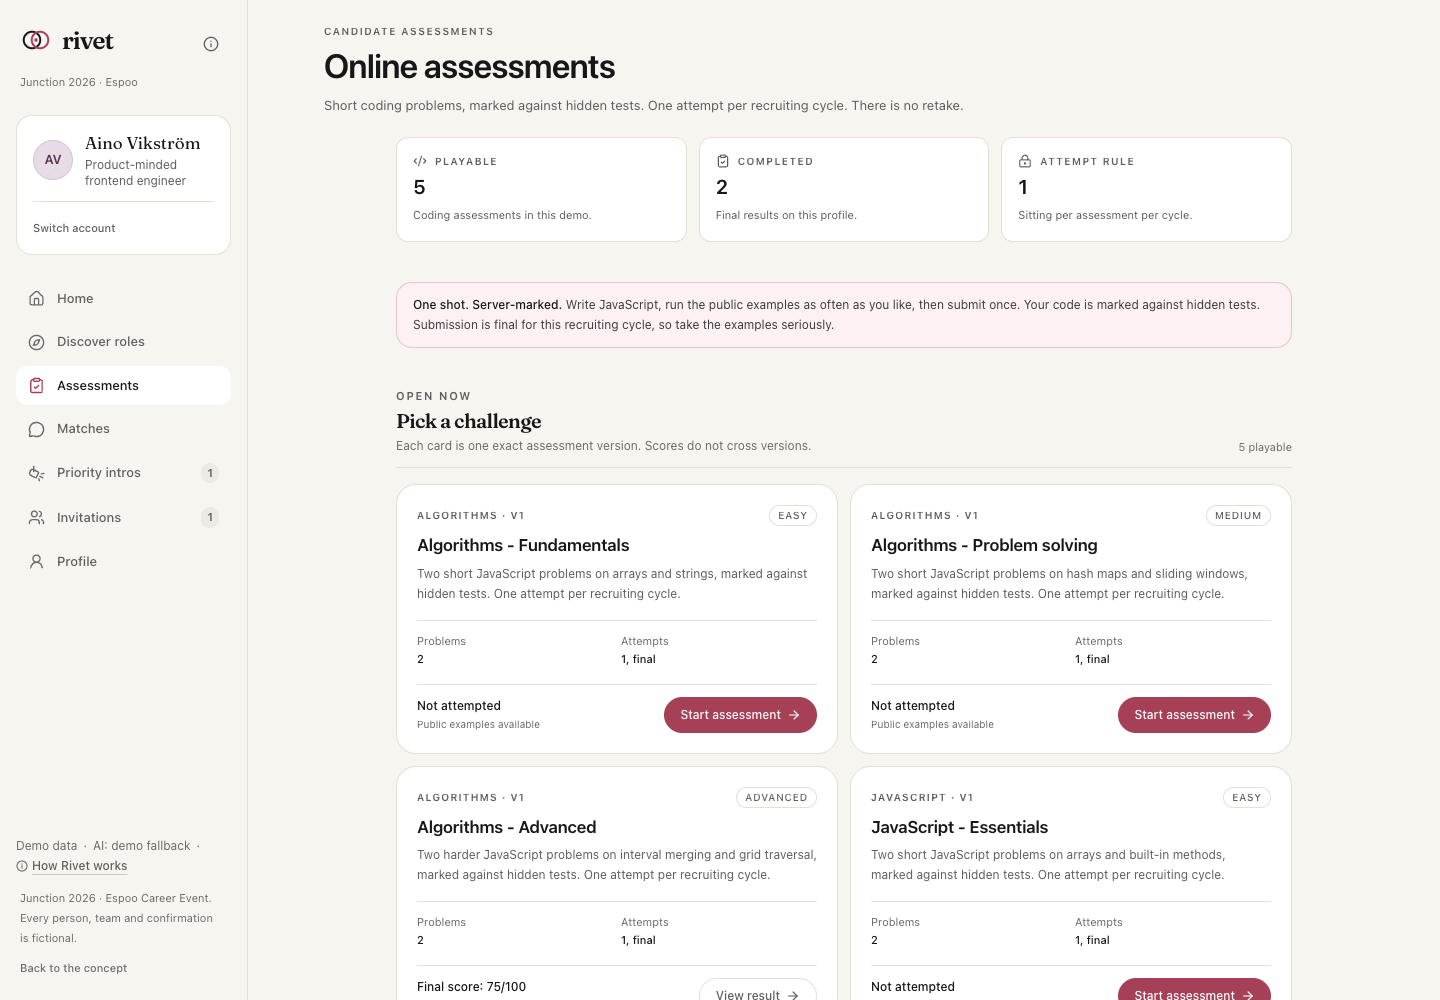 rivet
Junction 2026 · Espoo
AV
Aino Vikström
Product-minded
frontend engineer
Switch account
Home
Discover roles
Assessments
Matches
Priority intros 1
Invitations 1
Profile
Demo data · AI: demo fallback ·
How Rivet works
Junction 2026 · Espoo Career Event.
Every person, team and confirmation
is fictional.
Back to the concept
CANDIDATE ASSESSMENTS
Online assessments
Short coding problems, marked against hidden tests. One attempt per recruiting cycle. There is no retake.
PLAYABLE
5
Coding assessments in this demo.
COMPLETED
2
Final results on this profile.
ATTEMPT RULE
1
Sitting per assessment per cycle.
One shot. Server-marked. Write JavaScript, run the public examples as often as you like, then submit once. Your code is marked against hidden tests.
Submission is final for this recruiting cycle, so take the examples seriously.
OPEN NOW
Pick a challenge
Each card is one exact assessment version. Scores do not cross versions.
5 playable
ALGORITHMS · V1 EASY
Algorithms - Fundamentals
Two short JavaScript problems on arrays and strings, marked against
hidden tests. One attempt per recruiting cycle.
Problems Attempts
2 1, final
Not attempted
Public examples available
Start assessment
ALGORITHMS · V1 MEDIUM
Algorithms - Problem solving
Two short JavaScript problems on hash maps and sliding windows,
marked against hidden tests. One attempt per recruiting cycle.
Problems Attempts
2 1, final
Not attempted
Public examples available
Start assessment
ALGORITHMS · V1 ADVANCED
Algorithms - Advanced
Two harder JavaScript problems on interval merging and grid traversal,
marked against hidden tests. One attempt per recruiting cycle.
Problems Attempts
2 1, final
Final score: 75/100
View result
JAVASCRIPT · V1 EASY
JavaScript - Essentials
Two short JavaScript problems on arrays and built-in methods,
marked against hidden tests. One attempt per recruiting cycle.
Problems Attempts
2 1, final
Not attempted
Start assessment